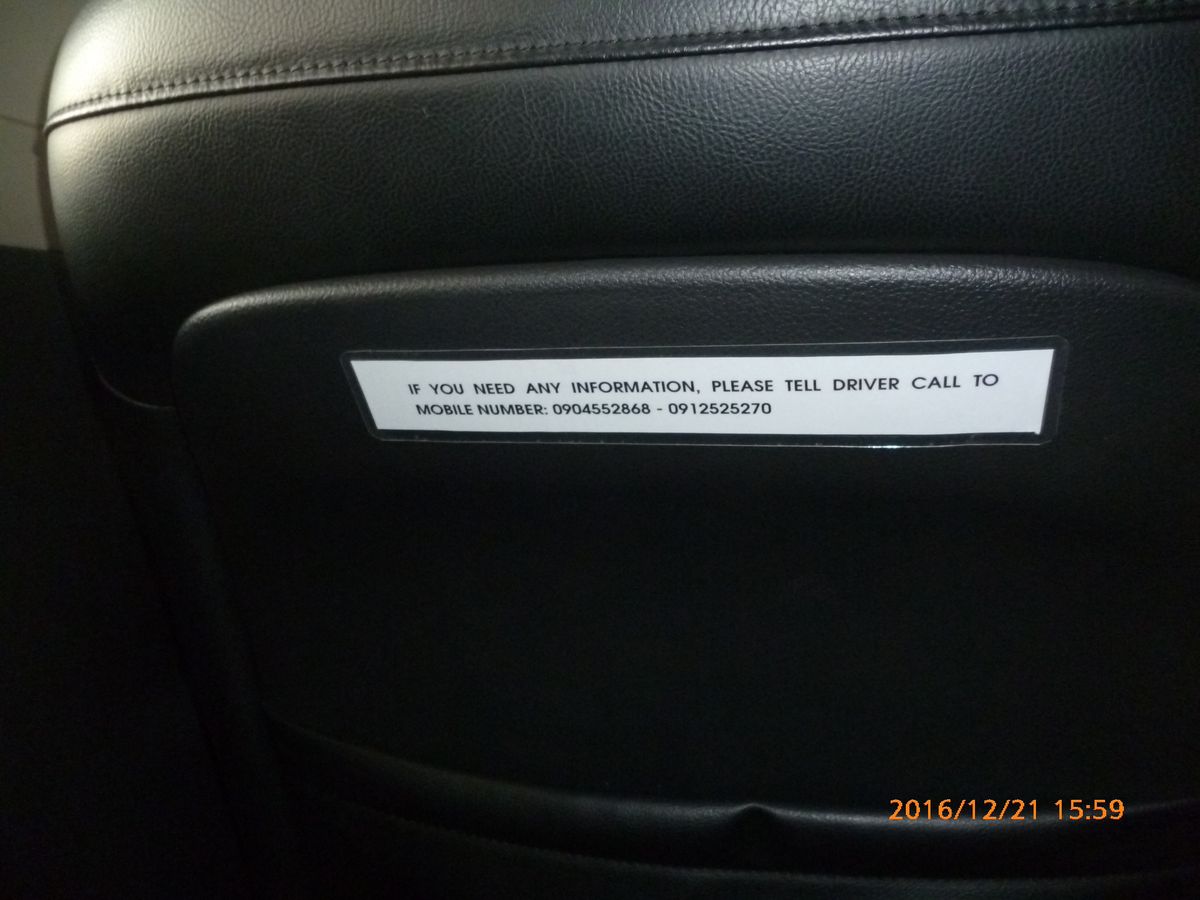 IF YOU NEED ANY INFORMATION, PLEASE TELL DRIVER CALL TO
MOBILE NUMBER: 0904552868 - 0912525270
2016/12/21 15:59